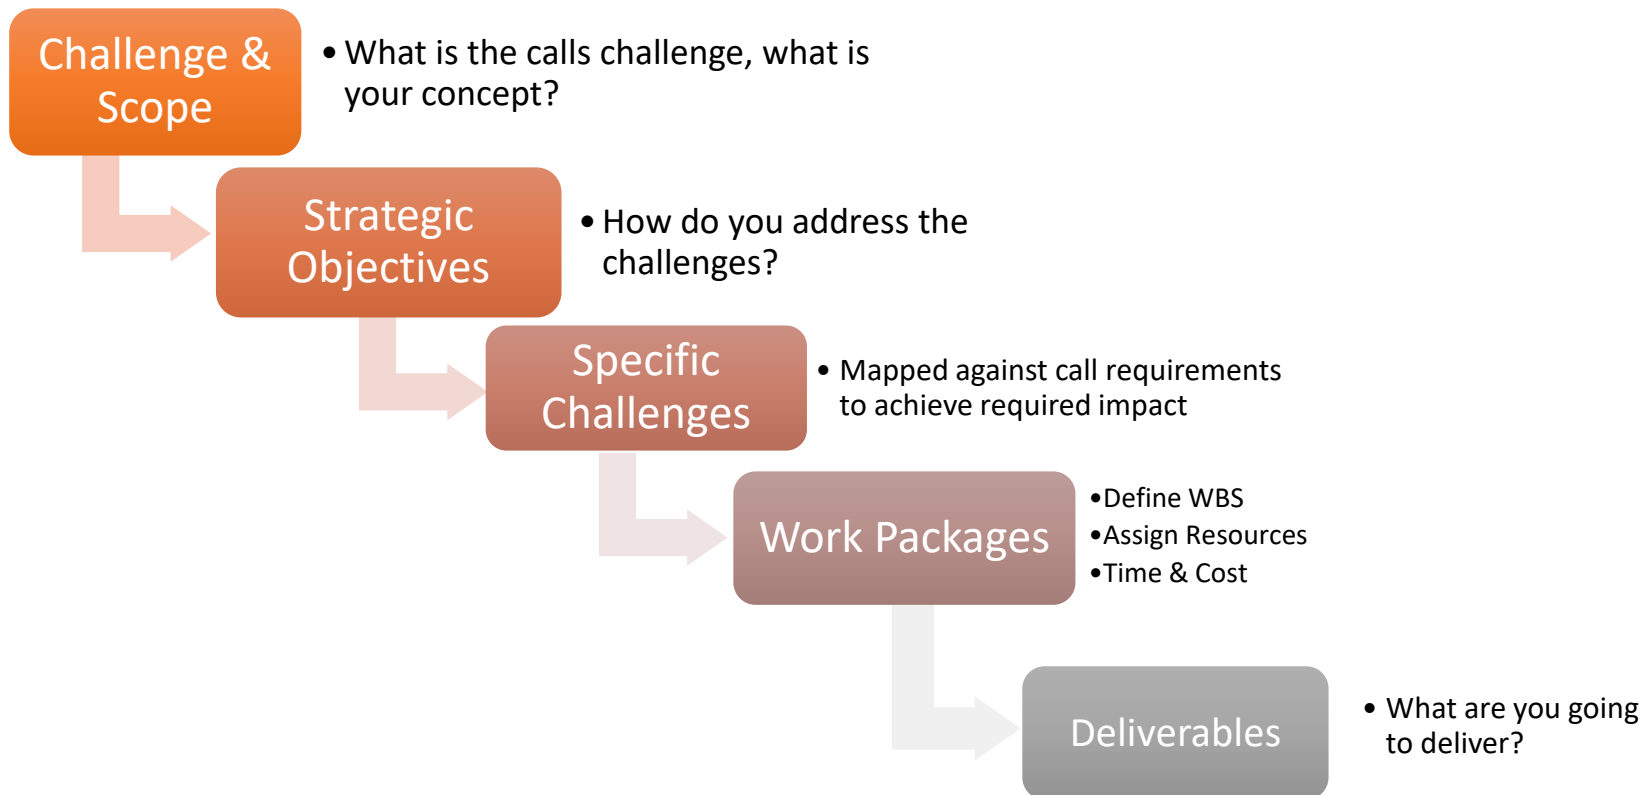 Challenge &
Scope
• What is the calls challenge, what is
your concept?
Strategic
Objectives
• How do you address the
challenges?
Specific
Challenges
• Mapped against call requirements
to achieve required impact
Work Packages
•Define WBS
•Assign Resources
•Time & Cost
Deliverables
• What are you going
to deliver?